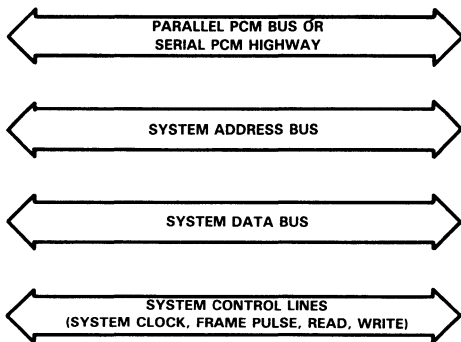 PARALLEL PCM BUS OR
SERIAL PCM HIGHWAY
SYSTEM ADDRESS BUS
SYSTEM DATA BUS
SYSTEM CONTROL LINES
(SYSTEM CLOCK, FRAME PULSE, READ, WRITE)